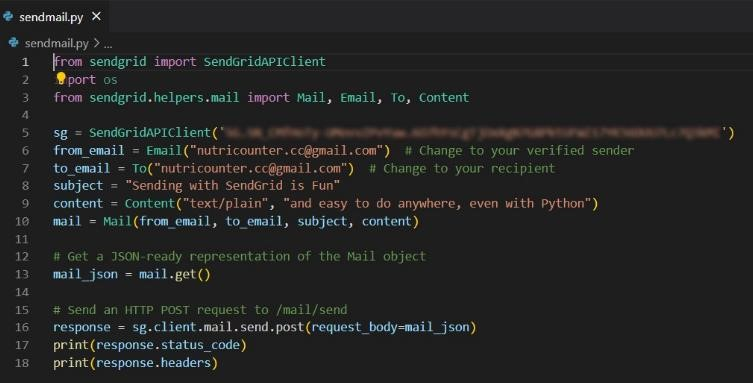 sendmail.py ×
sendmail.py > ...
1 from sendgrid import SendGridAPIClient
2 port os
3 from sendgrid.helpers.mail import Mail, Email, To, Content
4
5 sg = SendGridAPIClient('')
6 from_email = Email("nutricounter.cc@gmail.com")  # Change to your verified sender
7 to_email = To("nutricounter.cc@gmail.com")  # Change to your recipient
8 subject = "Sending with SendGrid is Fun"
9 content = Content("text/plain", "and easy to do anywhere, even with Python")
10 mail = Mail(from_email, to_email, subject, content)
11
12 # Get a JSON-ready representation of the Mail object
13 mail_json = mail.get()
14
15 # Send an HTTP POST request to /mail/send
16 response = sg.client.mail.send.post(request_body=mail_json)
17 print(response.status_code)
18 print(response.headers)